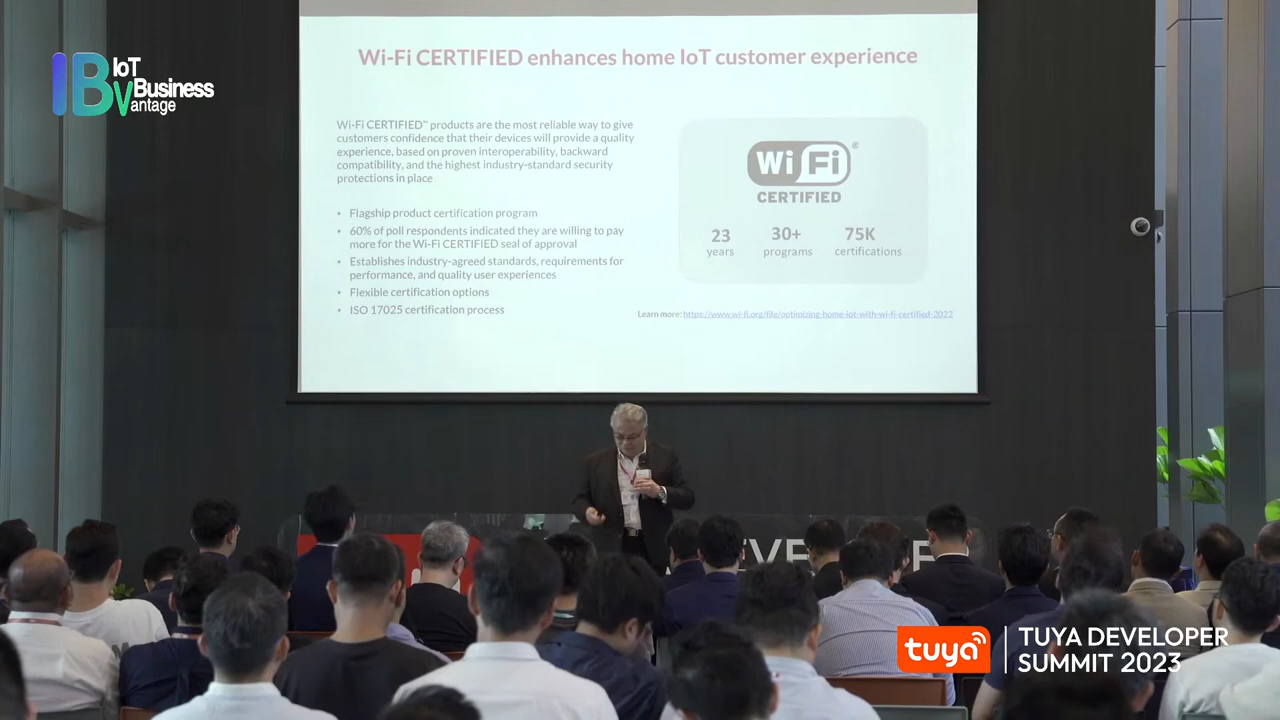 Wi-Fi CERTIFIED enhances home IoT customer experience
IBV
IoT
Business
Vantage
Wi-Fi CERTIFIED™ products are the most reliable way to give
customers confidence that their devices will provide a quality
experience, based on proven interoperability, backward
compatibility, and the highest industry-standard security
protections in place
• Flagship product certification program
• 60% of poll respondents indicated they are willing to pay
more for the Wi-Fi CERTIFIED seal of approval
• Establishes industry-agreed standards, requirements for
performance, and quality user experiences
• Flexible certification options
• ISO 17025 certification process
Wi Fi ®
CERTIFIED
23 30+ 75K
years programs certifications
Learn more: https://www.wi-fi.org/file/optimizing-home-iot-with-wi-fi-certified-2022
tuya
TUYA DEVELOPER
SUMMIT 2023